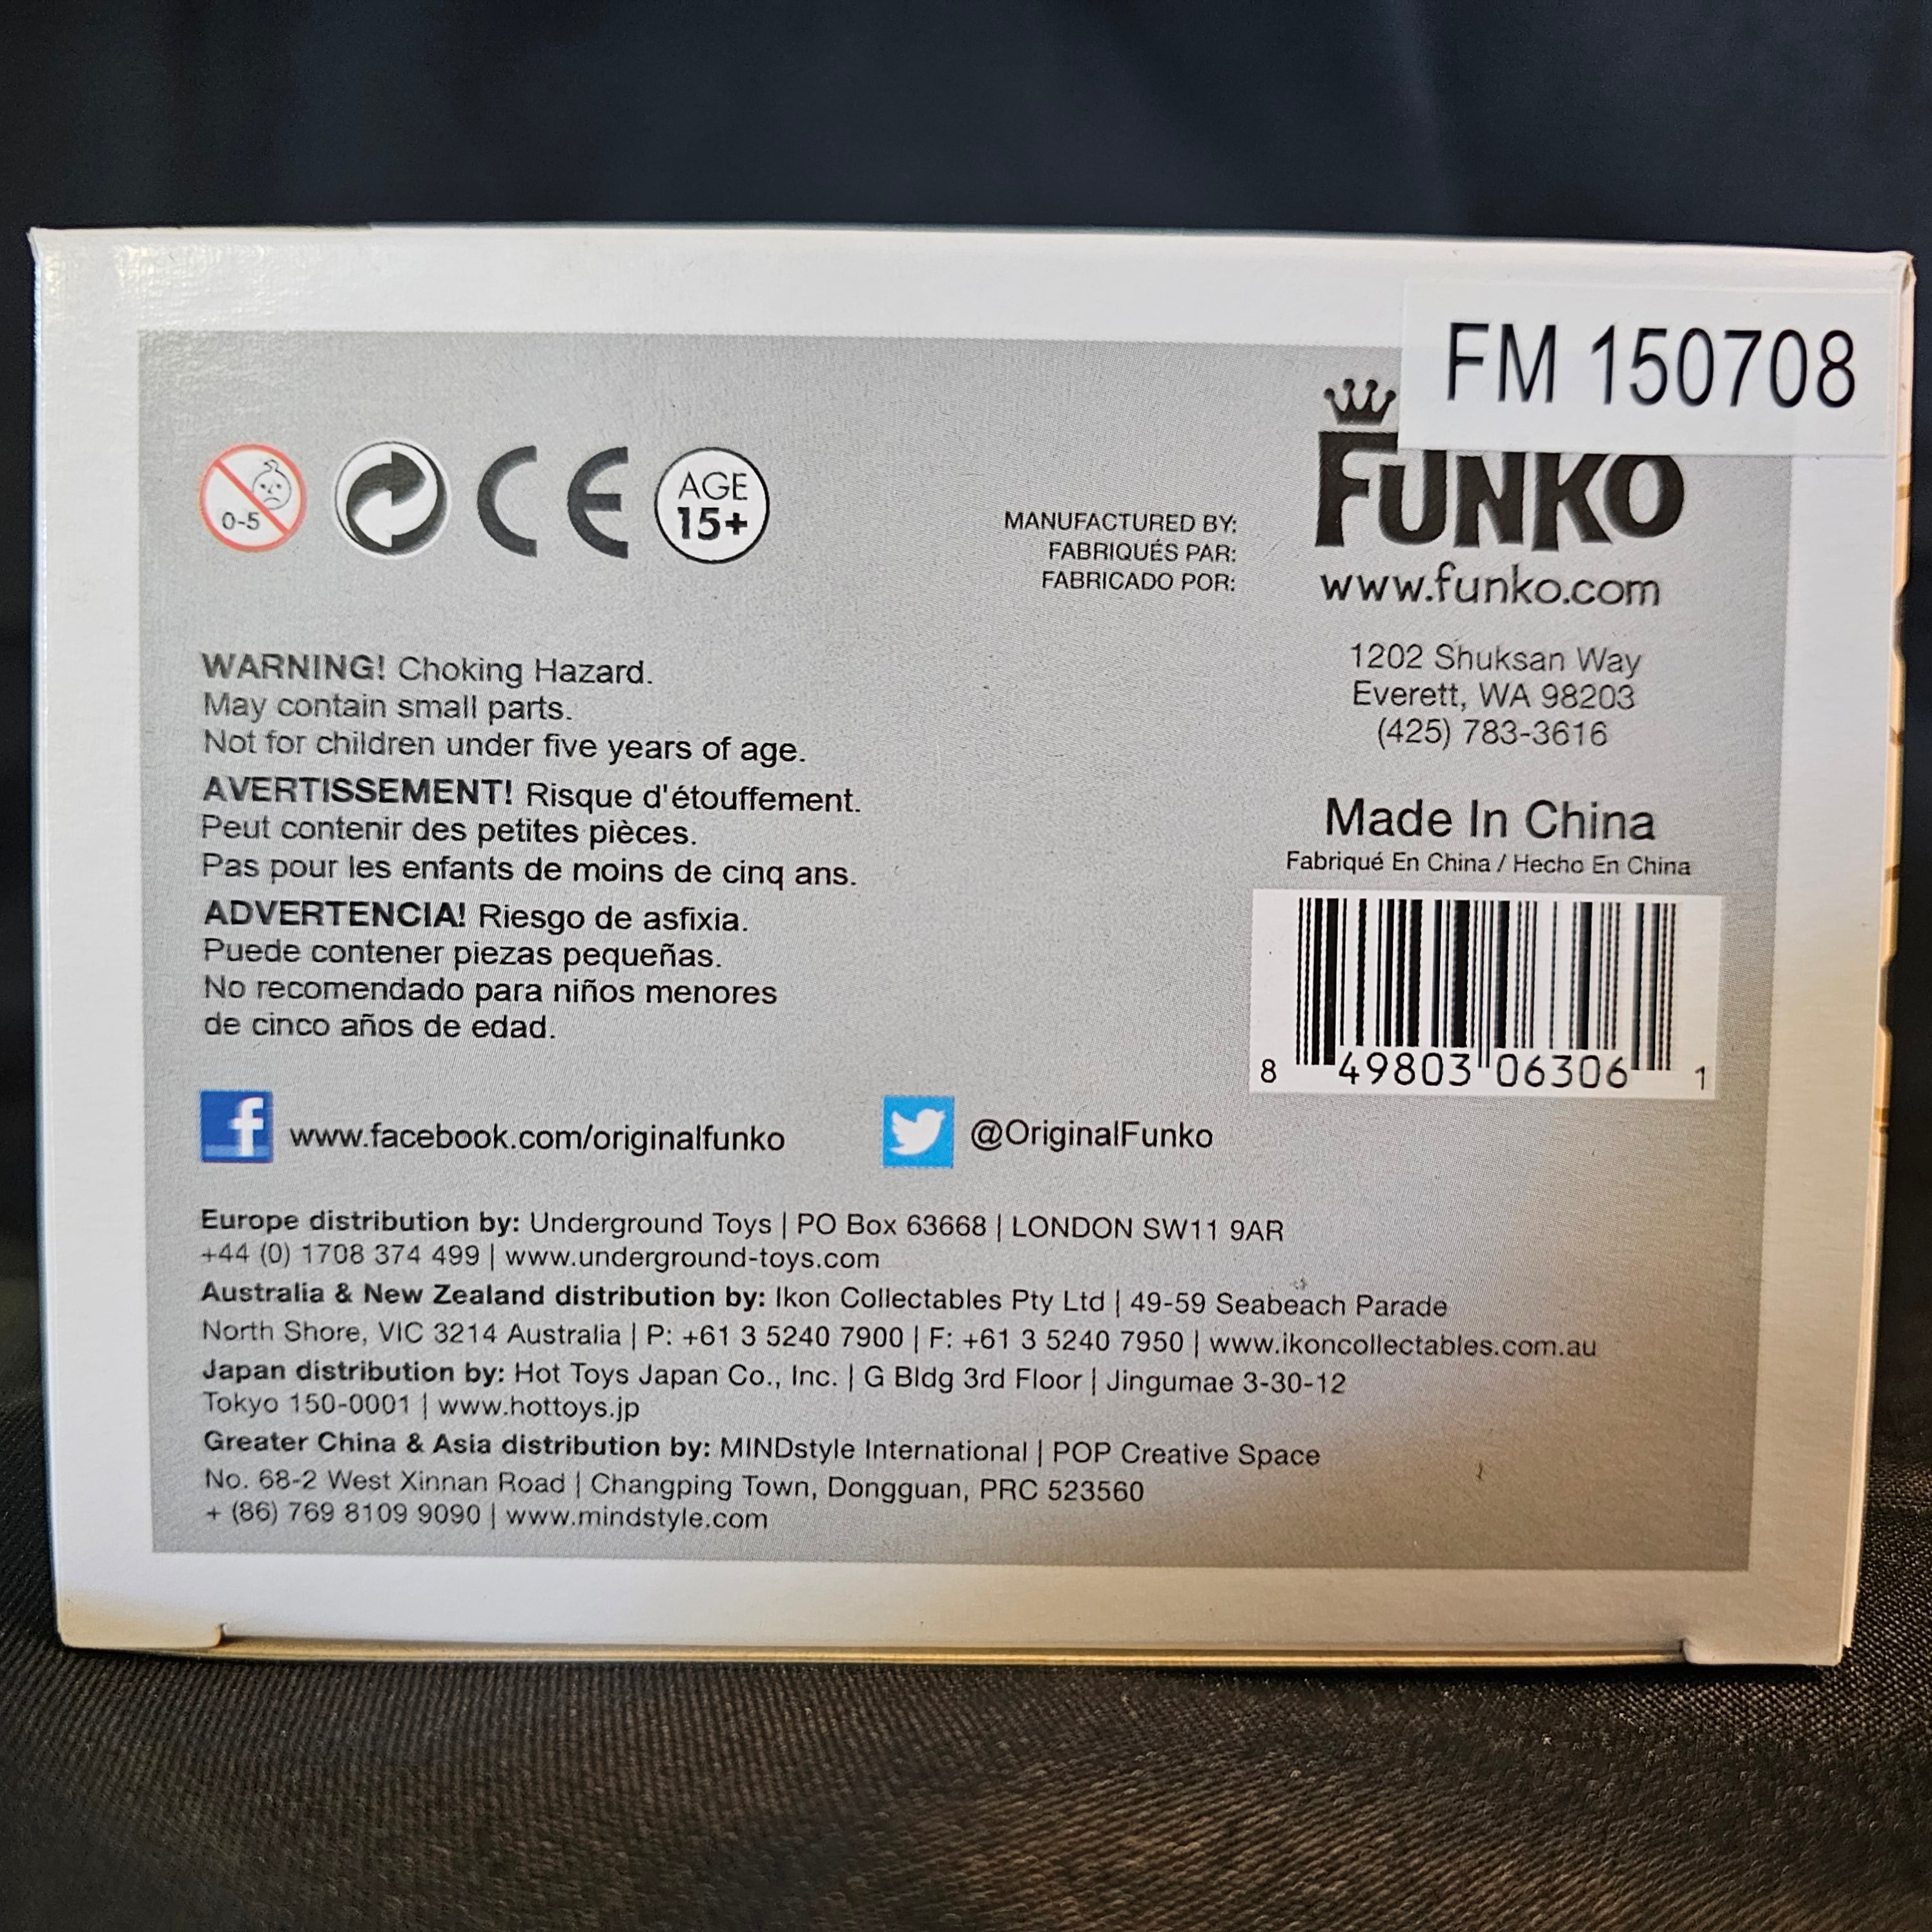 FM 150708
0-5
CE
AGE
15+
MANUFACTURED BY:
FABRIQUÉS PAR:
FABRICADO POR:
FUNKO
www.funko.com
1202 Shuksan Way
Everett, WA 98203
(425) 783-3616
Made In China
Fabriqué En China / Hecho En China
8 49803 06306 1
WARNING! Choking Hazard.
May contain small parts.
Not for children under five years of age.
AVERTISSEMENT! Risque d'étouffement.
Peut contenir des petites pièces.
Pas pour les enfants de moins de cinq ans.
ADVERTENCIA! Riesgo de asfixia.
Puede contener piezas pequeñas.
No recomendado para niños menores
de cinco años de edad.
f www.facebook.com/originalfunko
@OriginalFunko
Europe distribution by: Underground Toys | PO Box 63668 | LONDON SW11 9AR
+44 (0) 1708 374 499 | www.underground-toys.com
Australia & New Zealand distribution by: Ikon Collectables Pty Ltd | 49-59 Seabeach Parade
North Shore, VIC 3214 Australia | P: +61 3 5240 7900 | F: +61 3 5240 7950 | www.ikoncollectables.com.au
Japan distribution by: Hot Toys Japan Co., Inc. | G Bldg 3rd Floor | Jingumae 3-30-12
Tokyo 150-0001 | www.hottoys.jp
Greater China & Asia distribution by: MINDstyle International | POP Creative Space
No. 68-2 West Xinnan Road | Changping Town, Dongguan, PRC 523560
+ (86) 769 8109 9090 | www.mindstyle.com